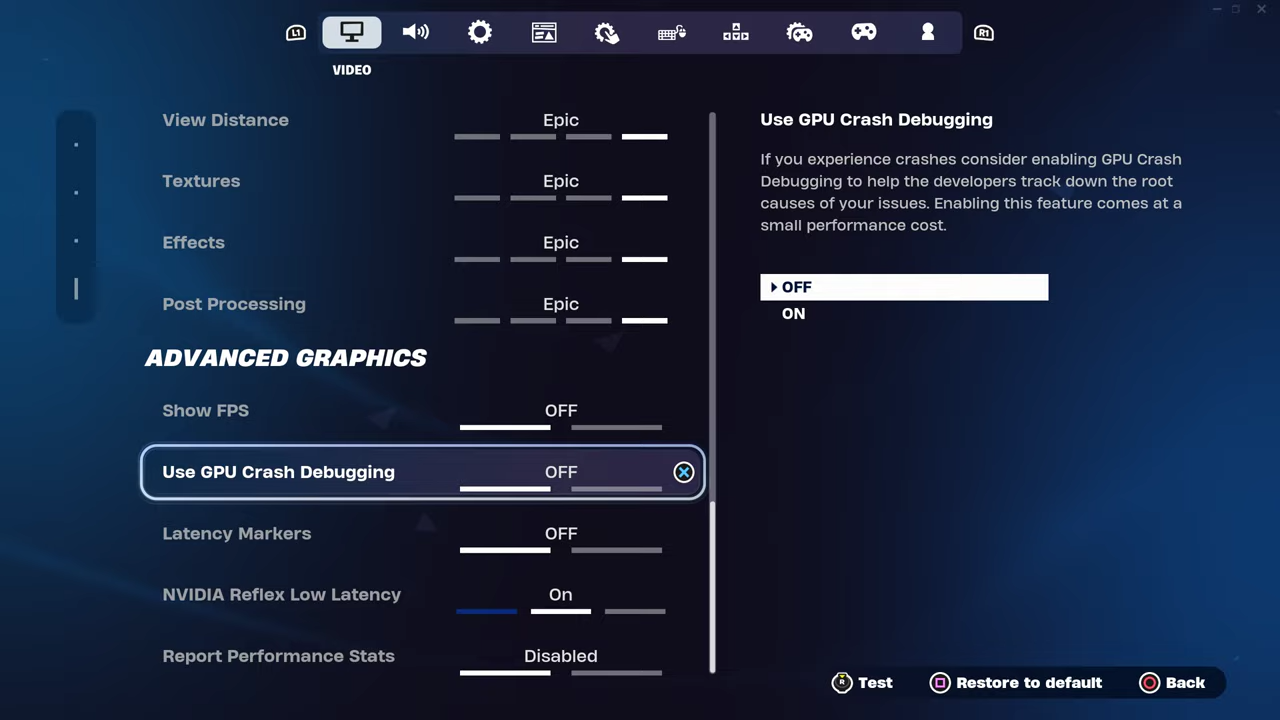 L1
R1
VIDEO
View Distance Epic
Textures Epic
Effects Epic
Post Processing Epic
ADVANCED GRAPHICS
Show FPS OFF
Use GPU Crash Debugging OFF
Latency Markers OFF
NVIDIA Reflex Low Latency On
Report Performance Stats Disabled
Use GPU Crash Debugging
If you experience crashes consider enabling GPU Crash
Debugging to help the developers track down the root
causes of your issues. Enabling this feature comes at a
small performance cost.
OFF
ON
R Test Restore to default Back